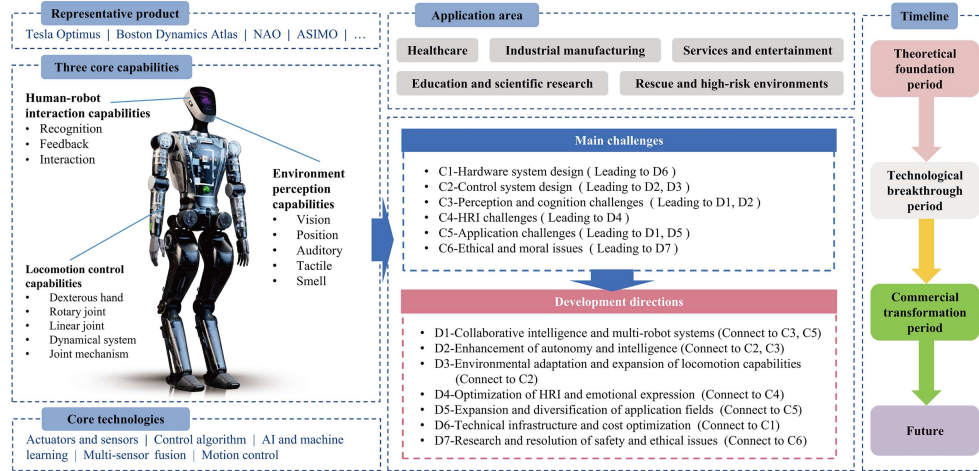 Representative product
Tesla Optimus | Boston Dynamics Atlas | NAO | ASIMO | …
Three core capabilities
Human-robot
interaction capabilities
• Recognition
• Feedback
• Interaction
Environment
perception
capabilities
• Vision
• Position
• Auditory
• Tactile
• Smell
Locomotion control
capabilities
• Dexterous hand
• Rotary joint
• Linear joint
• Dynamical system
• Joint mechanism
Core technologies
Actuators and sensors | Control algorithm | AI and machine
learning | Multi-sensor fusion | Motion control
Application area
Healthcare
Industrial manufacturing
Services and entertainment
Education and scientific research
Rescue and high-risk environments
Main challenges
• C1-Hardware system design ( Leading to D6)
• C2-Control system design ( Leading to D2, D3)
• C3-Perception and cognition challenges ( Leading to D1, D2)
• C4-HRI challenges ( Leading to D4)
• C5-Application challenges ( Leading to D1, D5)
• C6-Ethical and moral issues ( Leading to D7)
Development directions
• D1-Collaborative intelligence and multi-robot systems (Connect to C3, C5)
• D2-Enhancement of autonomy and intelligence (Connect to C2, C3)
• D3-Environmental adaptation and expansion of locomotion capabilities
(Connect to C2)
• D4-Optimization of HRI and emotional expression (Connect to C4)
• D5-Expansion and diversification of application fields (Connect to C5)
• D6-Technical infrastructure and cost optimization (Connect to C1)
• D7-Research and resolution of safety and ethical issues (Connect to C6)
Timeline
Theoretical
foundation
period
Technological
breakthrough
period
Commercial
transformation
period
Future